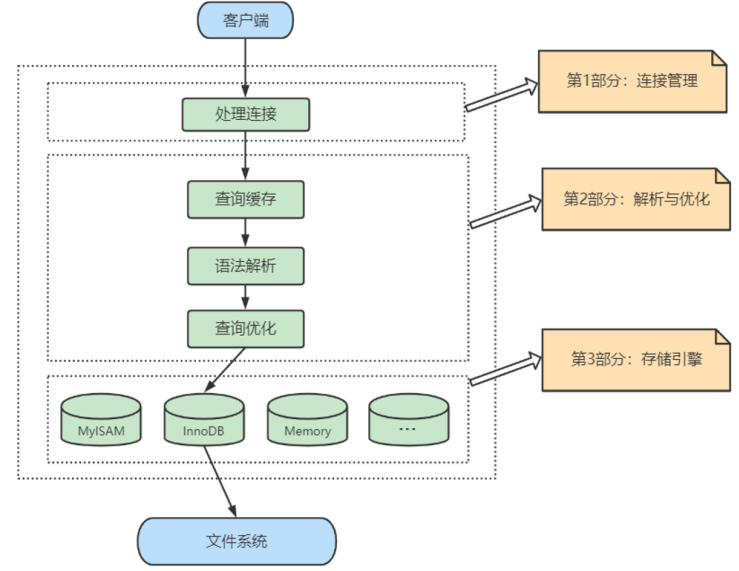 客户端
处理连接
第1部分：连接管理
查询缓存
第2部分：解析与优化
语法解析
查询优化
第3部分：存储引擎
MyISAM
InnoDB
Memory
...
文件系统